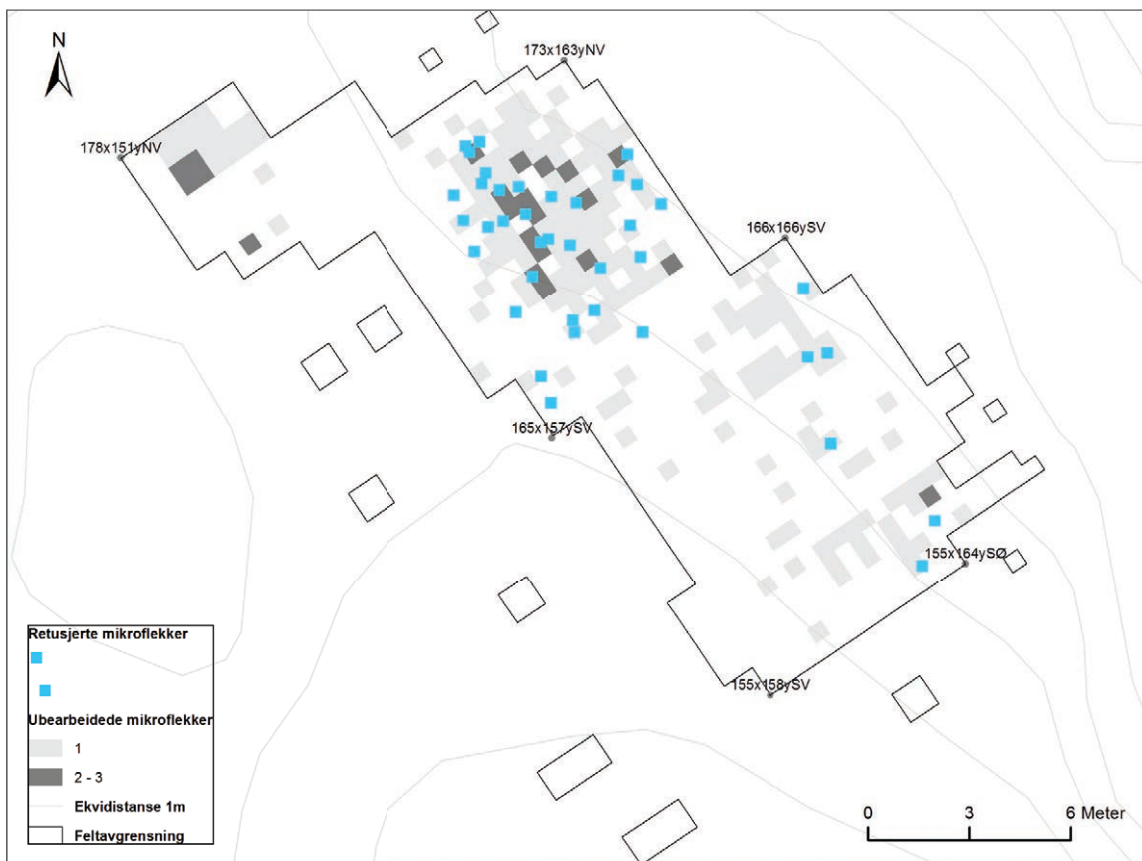 N
173x163yNV
178x151yNV
166x166ySV
165x157ySV
155x164ySØ
155x158ySV
Retusjerte mikroflekker
Ubearbeidede mikroflekker
1
2 - 3
Ekvidistanse 1m
Feltavgrensning
0 3 6 Meter